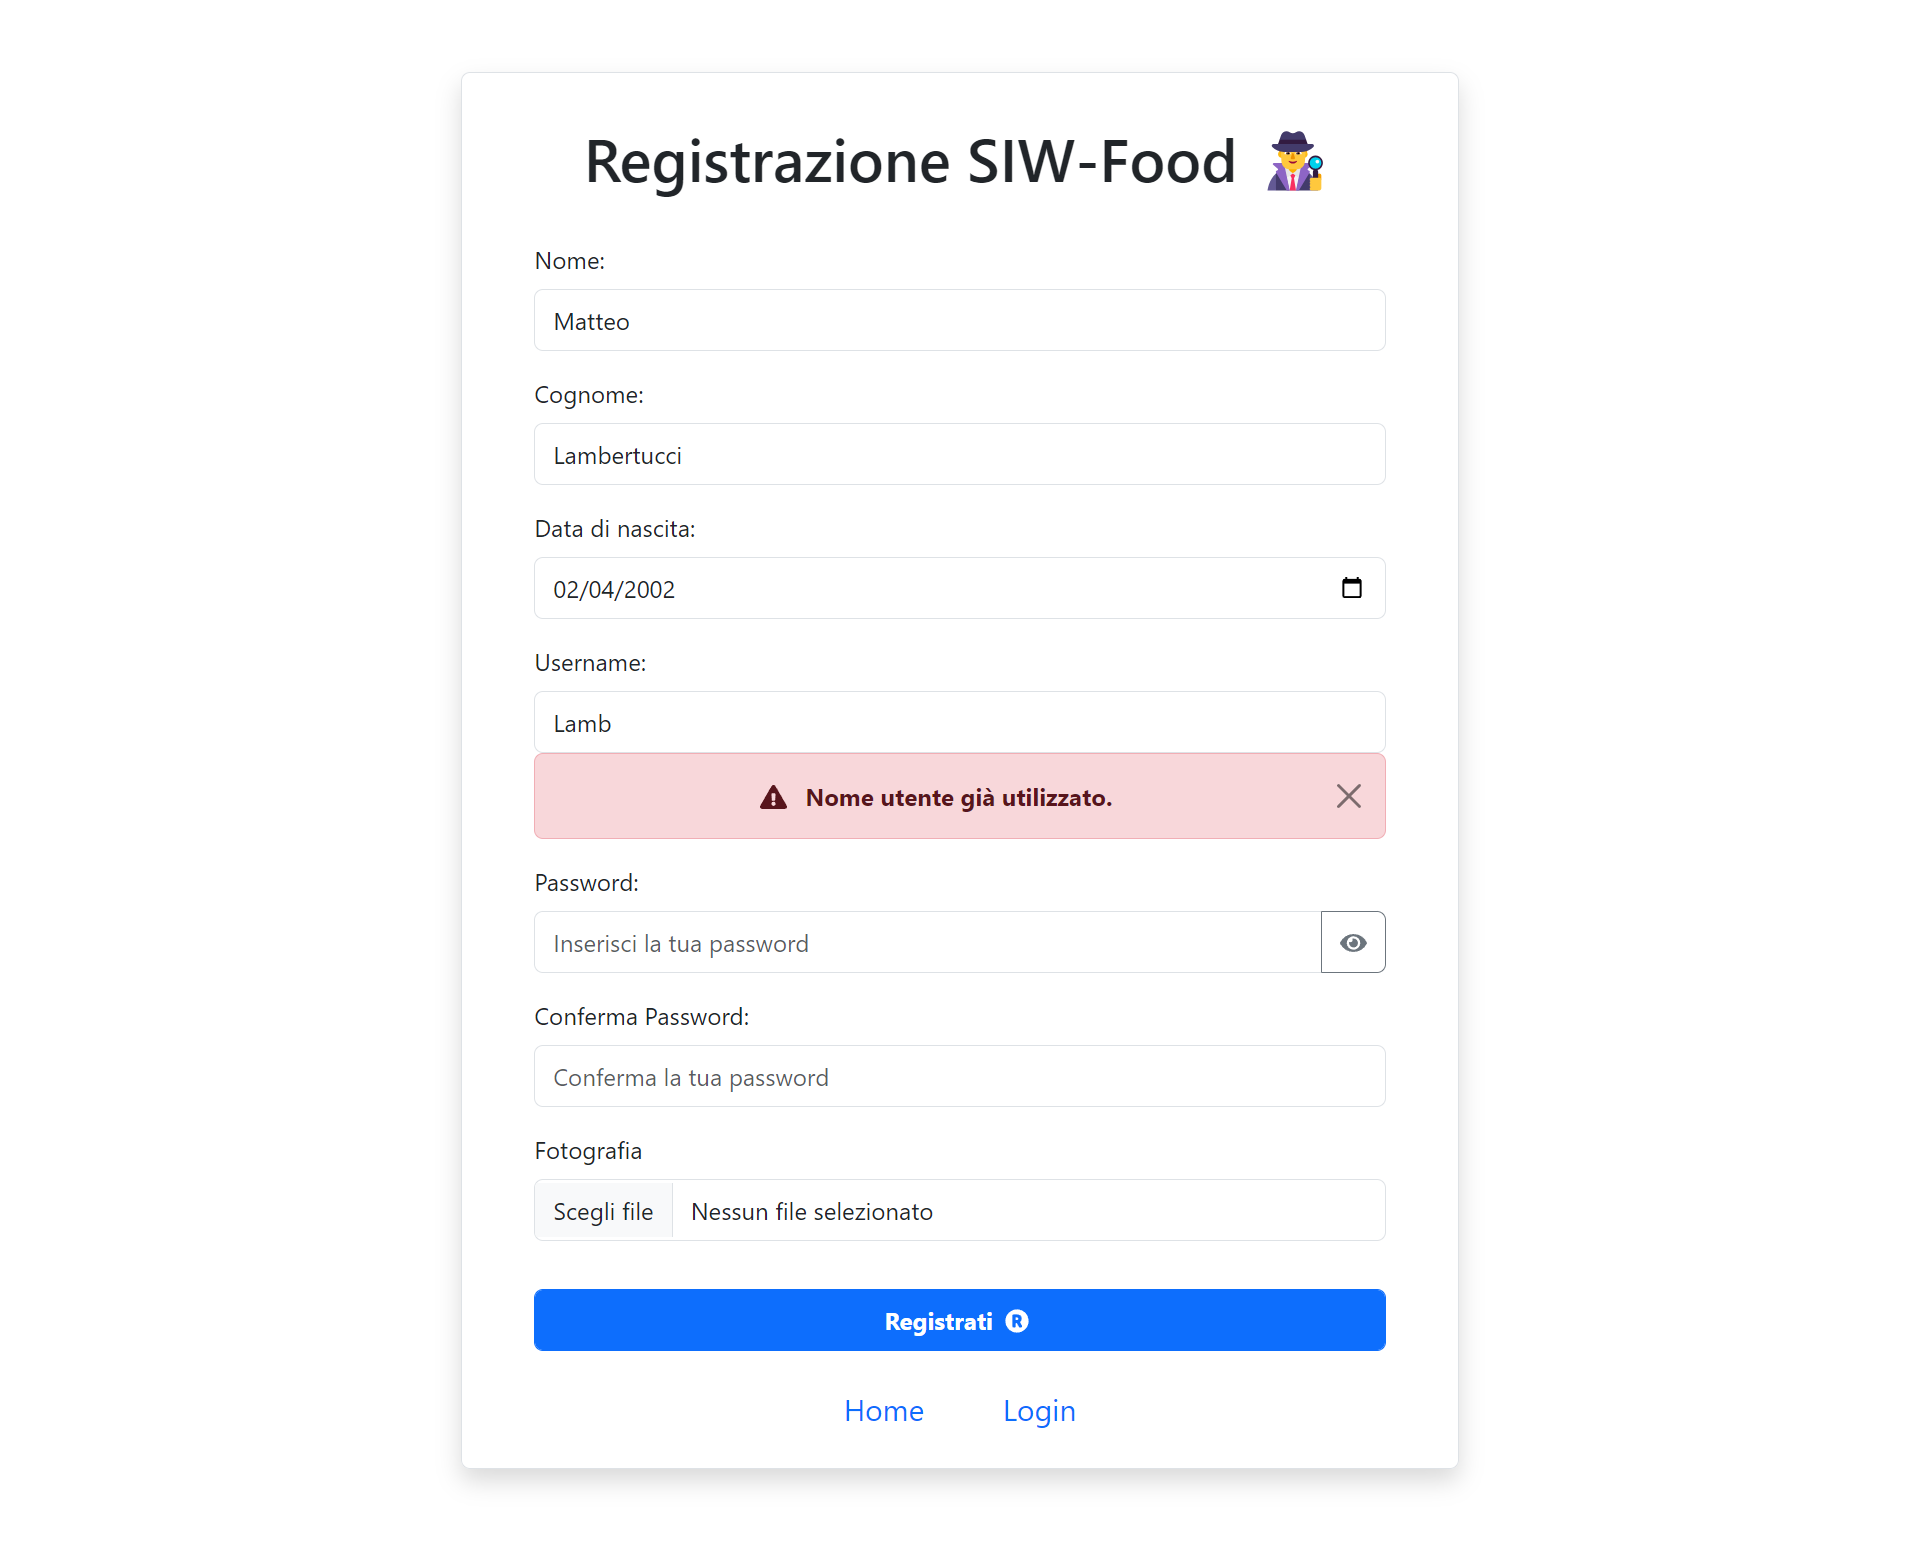 Registrazione SIW-Food
Nome:
Matteo
Cognome:
Lambertucci
Data di nascita:
02/04/2002
Username:
Lamb
Nome utente già utilizzato.
Password:
Inserisci la tua password
Conferma Password:
Conferma la tua password
Fotografia
Scegli file Nessun file selezionato
Registrati ®
Home Login